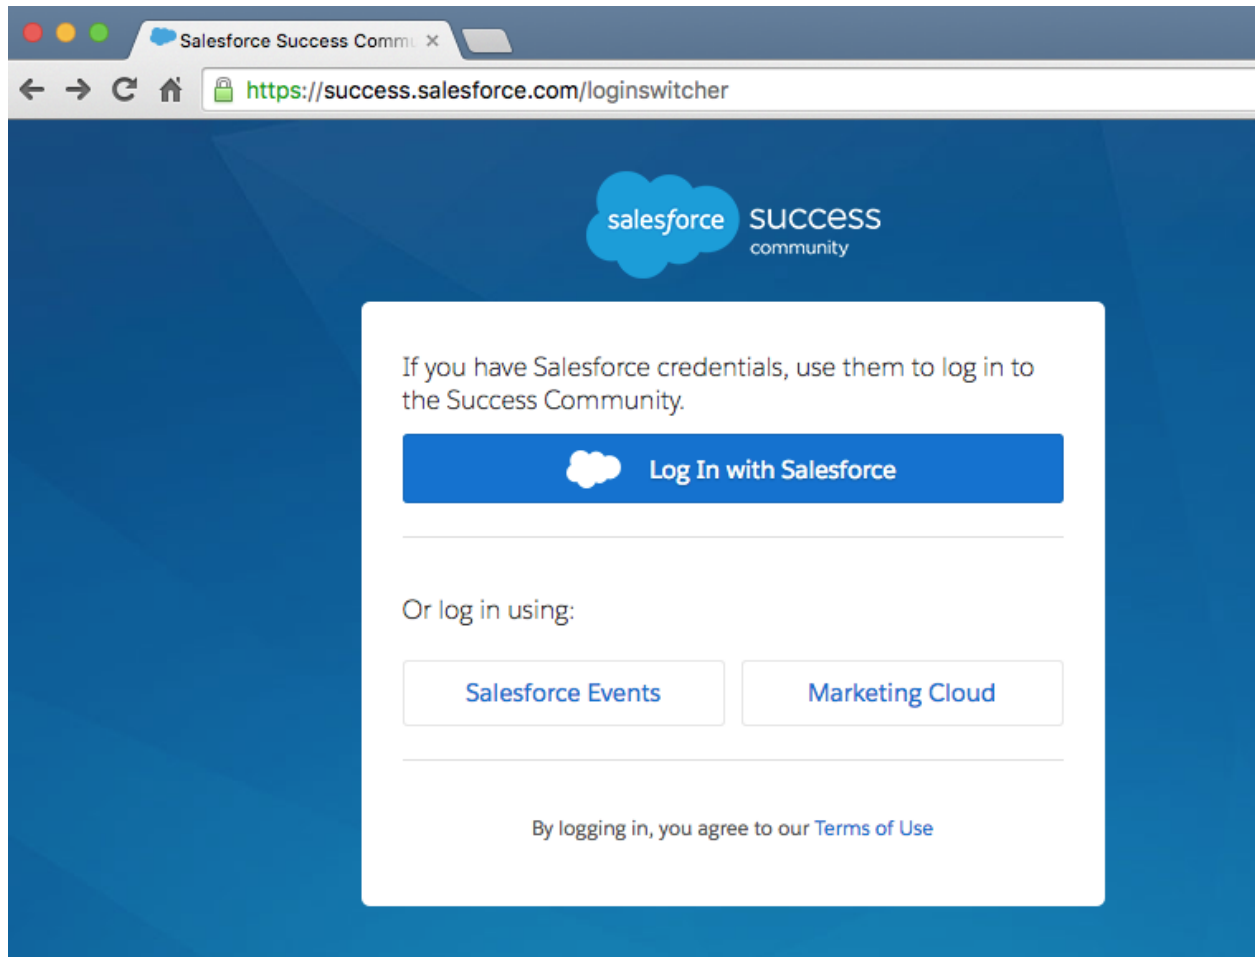 Salesforce Success Comm
https://success.salesforce.com/loginswitcher
salesforce success
community
If you have Salesforce credentials, use them to log in to
the Success Community.
Log In with Salesforce
Or log in using:
Salesforce Events
Marketing Cloud
By logging in, you agree to our Terms of Use